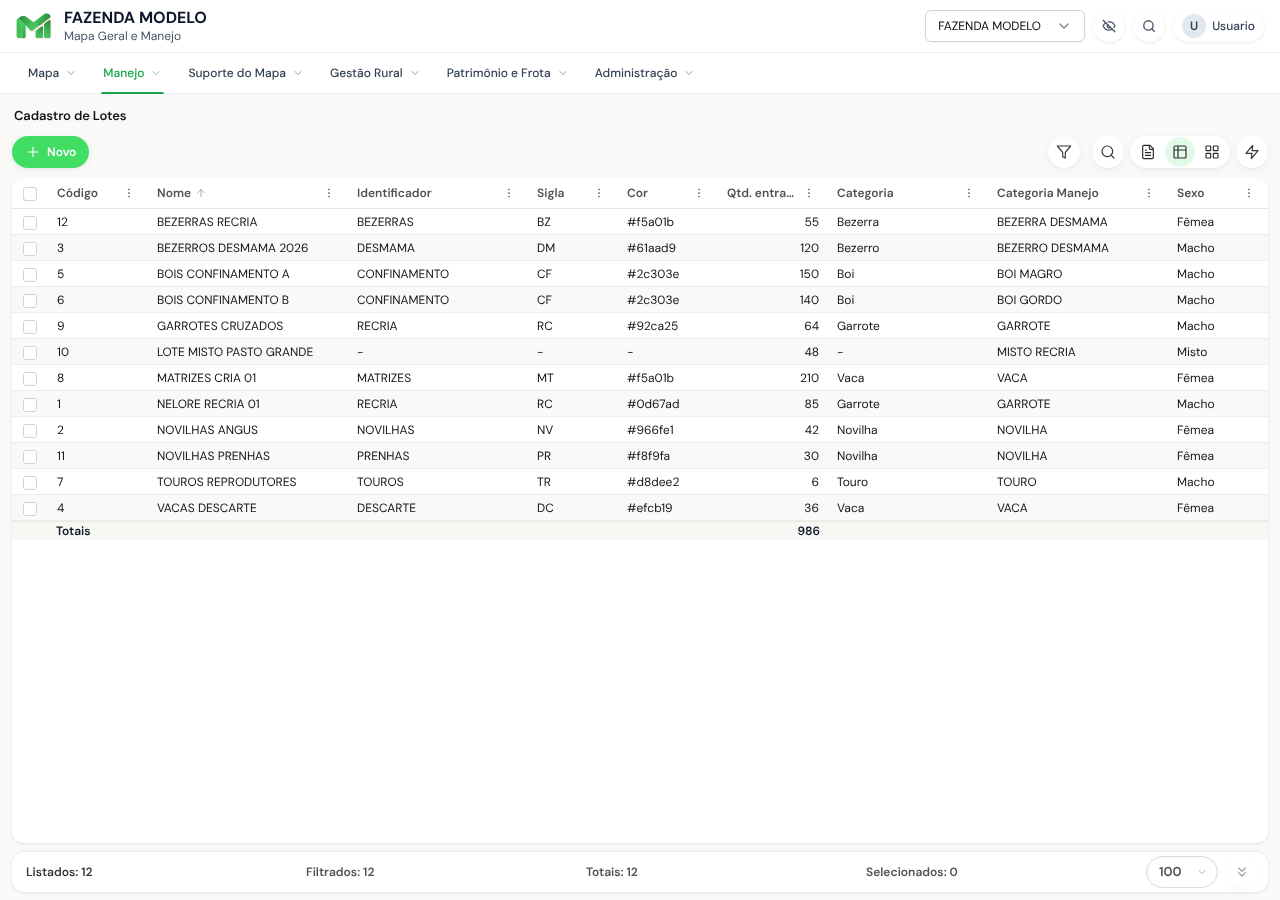 FAZENDA MODELO
Mapa Geral e Manejo
FAZENDA MODELO
U Usuario
Mapa Manejo Suporte do Mapa Gestão Rural Patrimônio e Frota Administração
Cadastro de Lotes
Novo
Código Nome Identificador Sigla Cor Qtd. entra... Categoria Categoria Manejo Sexo
12 BEZERRAS RECRIA BEZERRAS BZ #f5a01b 55 Bezerra BEZERRA DESMAMA Fêmea
3 BEZERROS DESMAMA 2026 DESMAMA DM #61aad9 120 Bezerro BEZERRO DESMAMA Macho
5 BOIS CONFINAMENTO A CONFINAMENTO CF #2c303e 150 Boi BOI MAGRO Macho
6 BOIS CONFINAMENTO B CONFINAMENTO CF #2c303e 140 Boi BOI GORDO Macho
9 GARROTES CRUZADOS RECRIA RC #92ca25 64 Garrote GARROTE Macho
10 LOTE MISTO PASTO GRANDE - - - 48 - MISTO RECRIA Misto
8 MATRIZES CRIA 01 MATRIZES MT #f5a01b 210 Vaca VACA Fêmea
1 NELORE RECRIA 01 RECRIA RC #0d67ad 85 Garrote GARROTE Macho
2 NOVILHAS ANGUS NOVILHAS NV #966fe1 42 Novilha NOVILHA Fêmea
11 NOVILHAS PRENHAS PRENHAS PR #f8f9fa 30 Novilha NOVILHA Fêmea
7 TOUROS REPRODUTORES TOUROS TR #d8dee2 6 Touro TOURO Macho
4 VACAS DESCARTE DESCARTE DC #efcb19 36 Vaca VACA Fêmea
Totais 986
Listados: 12 Filtrados: 12 Totais: 12 Selecionados: 0 100